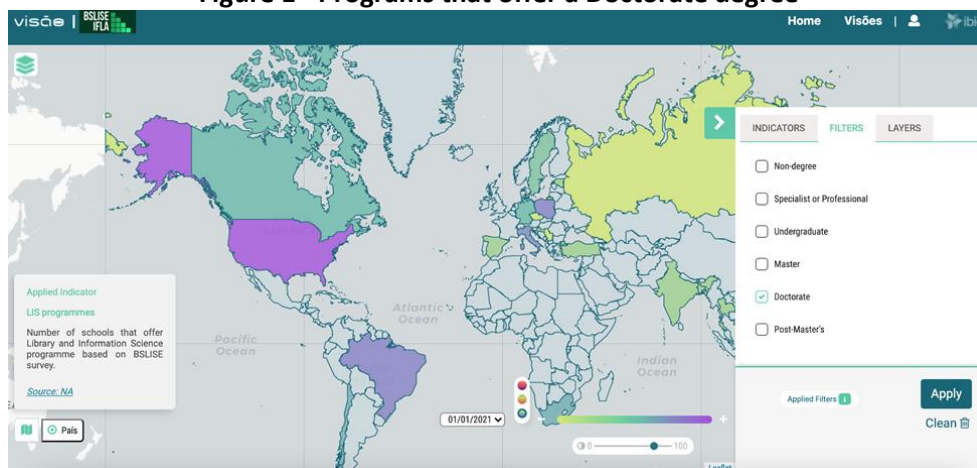 Figure 2 - Programs that offer a Doctorate degree
visão | BSLISE IFLA
Home Visões | ibi
INDICATORS FILTERS LAYERS
Non-degree
Specialist or Professional
Undergraduate
Master
Doctorate
Post-Master's
Applied Filters i
Apply
Clean
Applied Indicator
LIS programmes
Number of schools that offer
Library and Information Science
programme based on BSLISE
survey.
Source: NA
País
Pacific
Ocean
Atlantic
Ocean
Indian
Ocean
01/01/2021
+
0 100
Leaflet